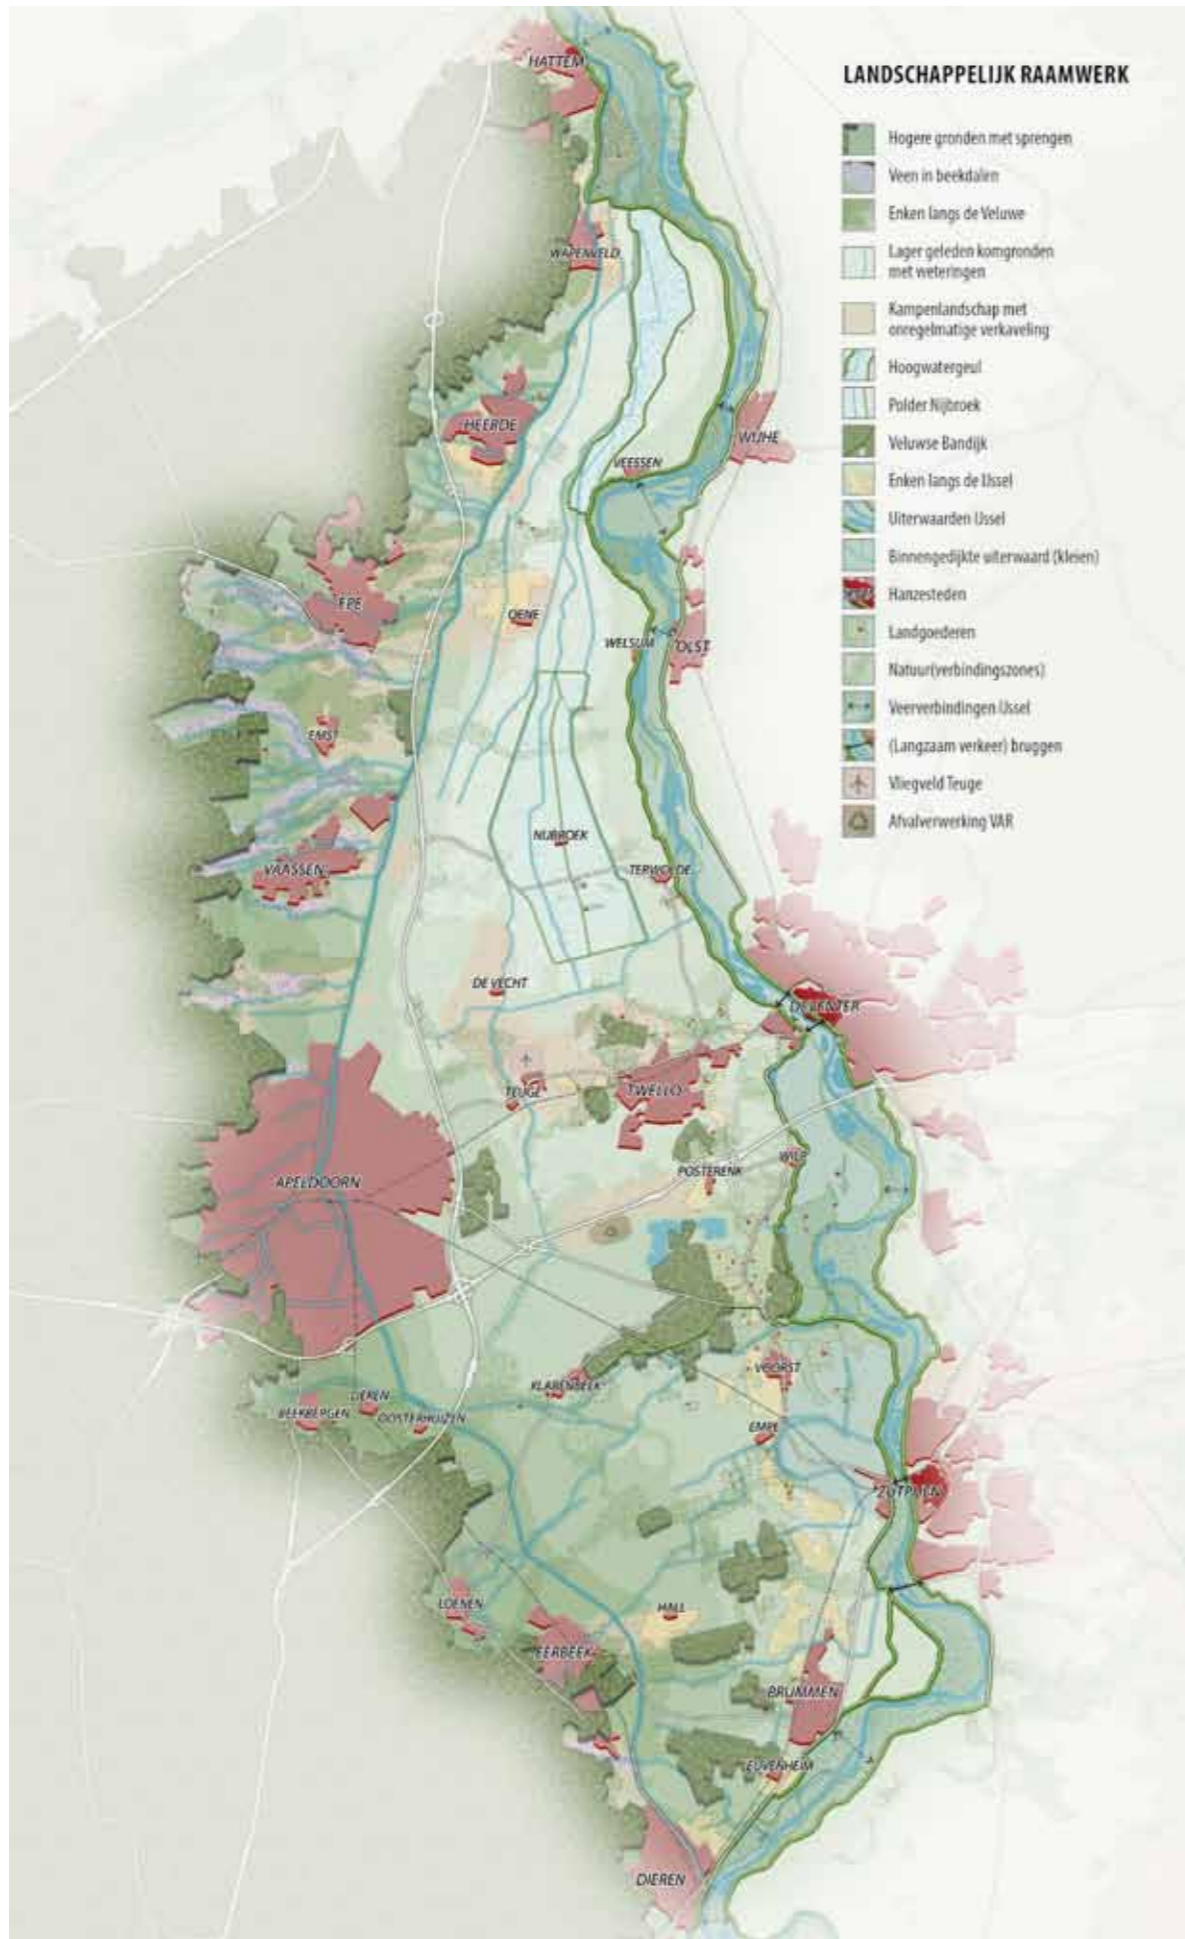 LANDSCHAPPELIJK RAAMWERK
Hogere gronden met sprengen
Veen in beekdalen
Enken langs de Veluwe
Lager geleden komgronden
met weteringen
Kampenlandschap met
onregelmatige verkaveling
Hoogwatergeul
Polder Nijbroek
Veluwse Bandijk
Enken langs de IJssel
Uiterwaarden IJssel
Binnengedijkte uiterwaard (kleien)
Hanzesteden
Landgoederen
Natuur(verbindingszones)
Veerverbindingen IJssel
(Langzaam verkeer) bruggen
Vliegveld Teuge
Afvalverwerking VAR
HATTEM
WAPENVELD
HEERDE
WIJHE
VEESSEN
EPE
OENE
WELSUM
OLST
EMST
NIJBROEK
VAASSEN
TERWOLDE
DE VECHT
DEVENTER
TEUGE
TWELLO
WILP
POSTERENK
APELDOORN
VOORST
KLARENBEEK
LIEREN
BEEKBERGEN
OOSTERHUIZEN
EMPE
ZUTPHEN
LOENEN
HALL
EERBEEK
BRUMMEN
DIEREN